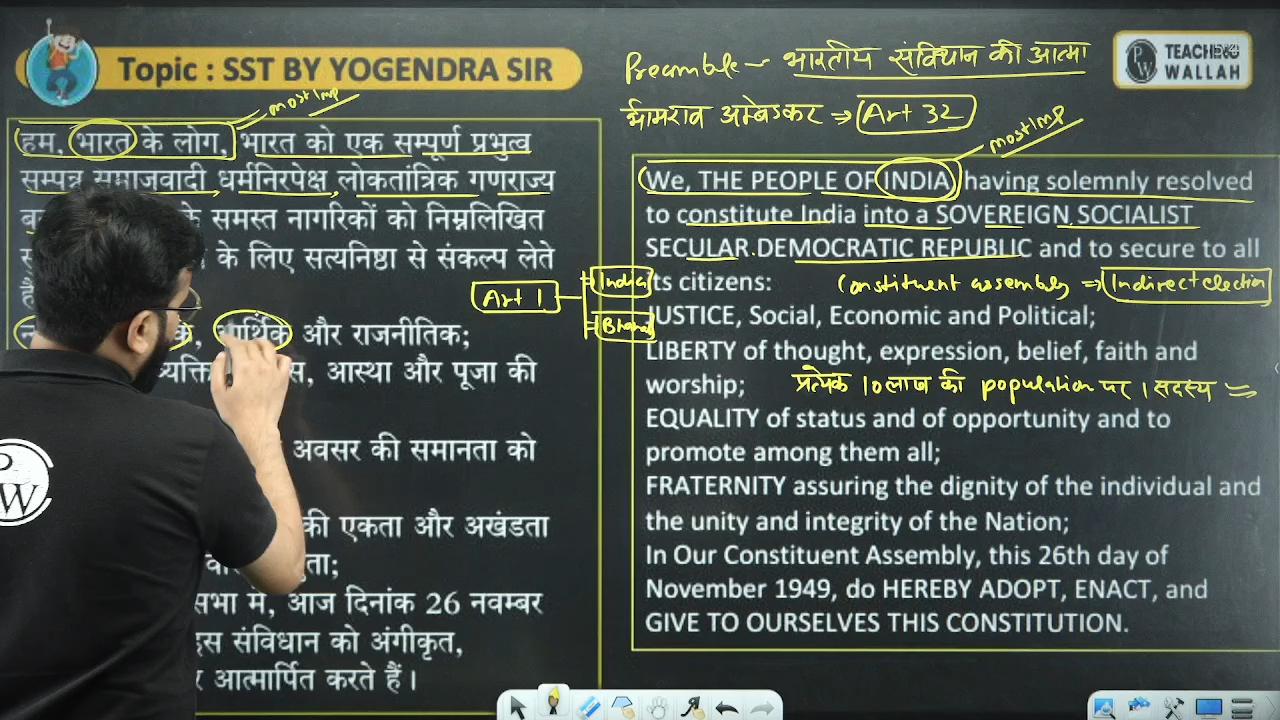 Topic : SST BY YOGENDRA SIR
Preamble - भारतीय संविधान की आत्मा
TEACHING
WALLAH
भीमराव अम्बेडकर ⇒ Art 32
most Imp
हम, भारत के लोग, भारत को एक सम्पूर्ण प्रभुत्व
सम्पन्न समाजवादी धर्मनिरपेक्ष लोकतांत्रिक गणराज्य
के समस्त नागरिकों को निम्नलिखित
के लिए सत्यनिष्ठा से संकल्प लेते
आर्थिक और राजनीतिक;
आस्था और पूजा की
अवसर की समानता को
की एकता और अखंडता
में, आज दिनांक 26 नवम्बर
इस संविधान को अंगीकृत,
आत्मार्पित करते हैं।
Art 1
India
Bharat
most Imp
We, THE PEOPLE OF INDIA, having solemnly resolved
to constitute India into a SOVEREIGN SOCIALIST
SECULAR DEMOCRATIC REPUBLIC and to secure to all
its citizens:
Constituent assembly ⇒ Indirect election
JUSTICE, Social, Economic and Political;
LIBERTY of thought, expression, belief, faith and
worship;
प्रत्येक 10 लाख की population पर 1 सदस्य
EQUALITY of status and of opportunity and to
promote among them all;
FRATERNITY assuring the dignity of the individual and
the unity and integrity of the Nation;
In Our Constituent Assembly, this 26th day of
November 1949, do HEREBY ADOPT, ENACT, and
GIVE TO OURSELVES THIS CONSTITUTION.